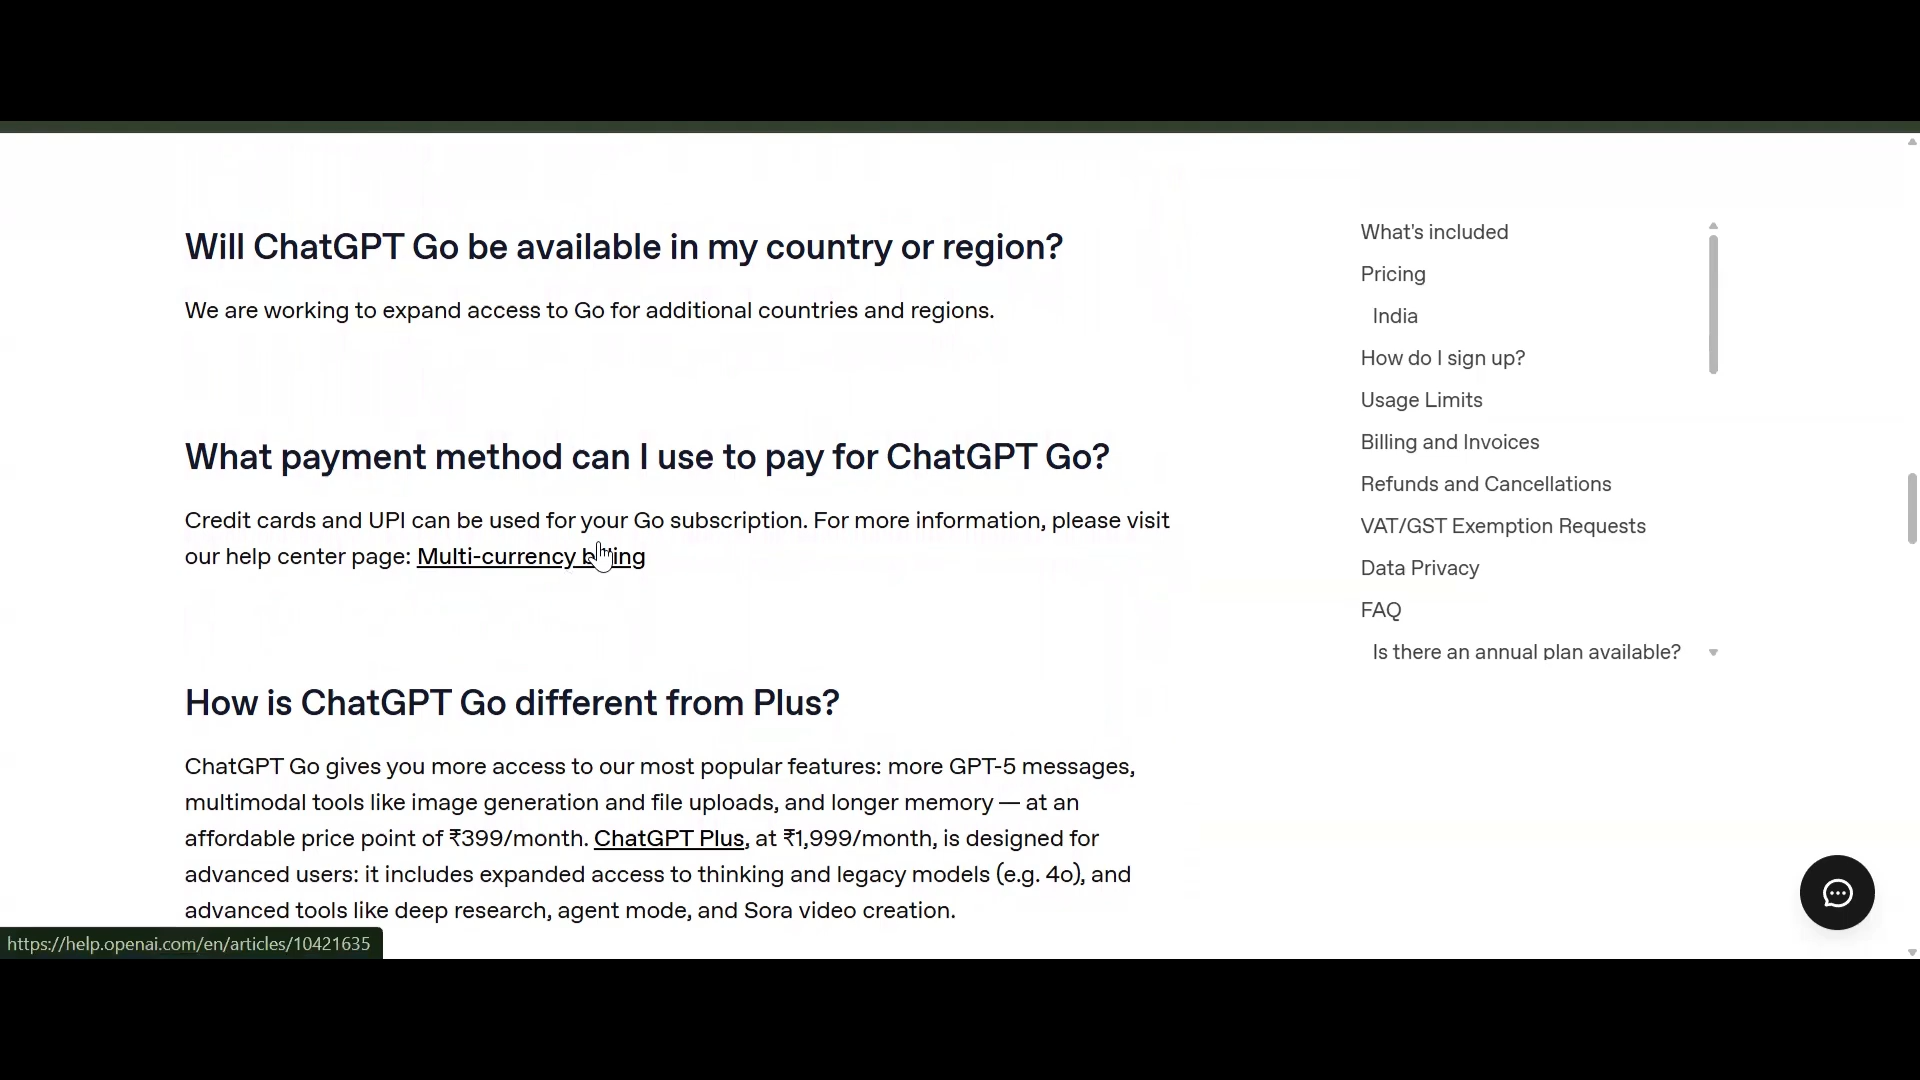 Will ChatGPT Go be available in my country or region?
We are working to expand access to Go for additional countries and regions.
What payment method can I use to pay for ChatGPT Go?
Credit cards and UPI can be used for your Go subscription. For more information, please visit
our help center page: Multi-currency billing
How is ChatGPT Go different from Plus?
ChatGPT Go gives you more access to our most popular features: more GPT-5 messages,
multimodal tools like image generation and file uploads, and longer memory — at an
affordable price point of ₹399/month. ChatGPT Plus, at ₹1,999/month, is designed for
advanced users: it includes expanded access to thinking and legacy models (e.g. 4o), and
advanced tools like deep research, agent mode, and Sora video creation.
What's included
Pricing
India
How do I sign up?
Usage Limits
Billing and Invoices
Refunds and Cancellations
VAT/GST Exemption Requests
Data Privacy
FAQ
Is there an annual plan available?
https://help.openai.com/en/articles/10421635